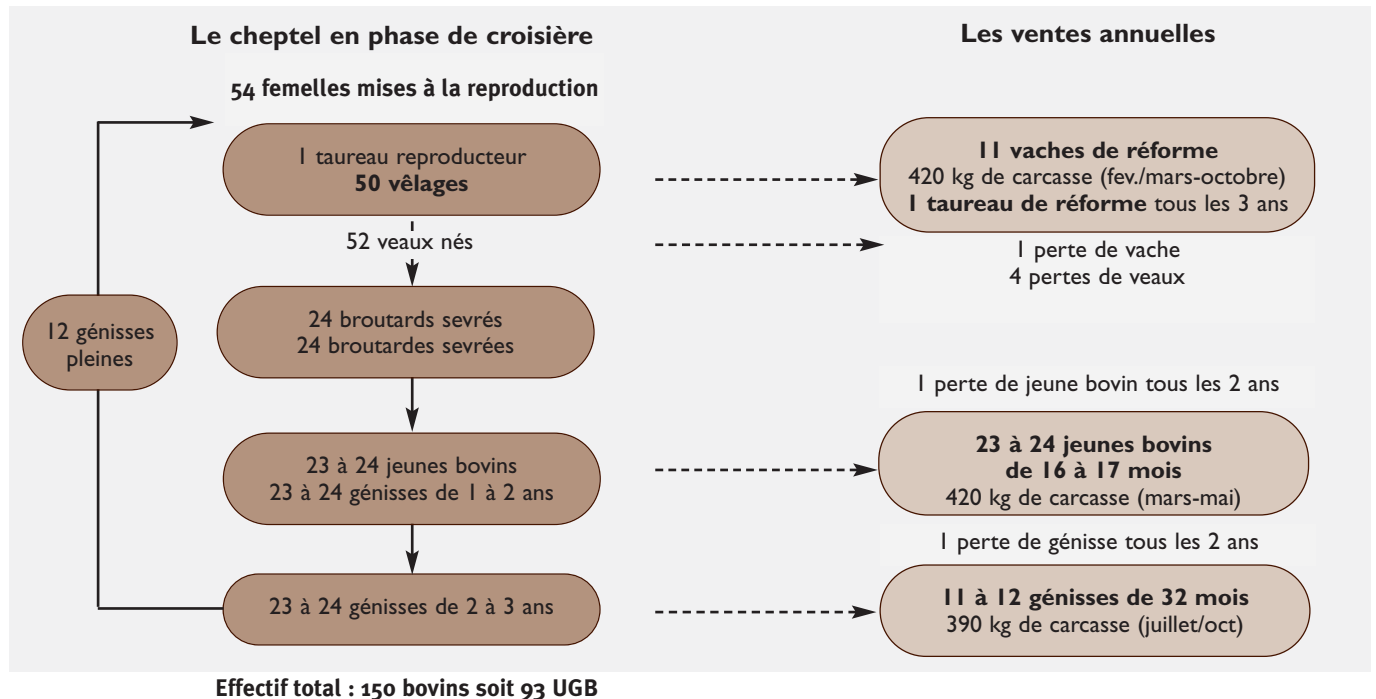 Le cheptel en phase de croisière
54 femelles mises à la reproduction
1 taureau reproducteur
50 vêlages
52 veaux nés
12 génisses
pleines
24 broutards sevrés
24 broutardes sevrées
23 à 24 jeunes bovins
23 à 24 génisses de 1 à 2 ans
23 à 24 génisses de 2 à 3 ans
Effectif total : 150 bovins soit 93 UGB
Les ventes annuelles
11 vaches de réforme
420 kg de carcasse (fev./mars-octobre)
1 taureau de réforme tous les 3 ans
1 perte de vache
4 pertes de veaux
1 perte de jeune bovin tous les 2 ans
23 à 24 jeunes bovins
de 16 à 17 mois
420 kg de carcasse (mars-mai)
1 perte de génisse tous les 2 ans
11 à 12 génisses de 32 mois
390 kg de carcasse (juillet/oct)